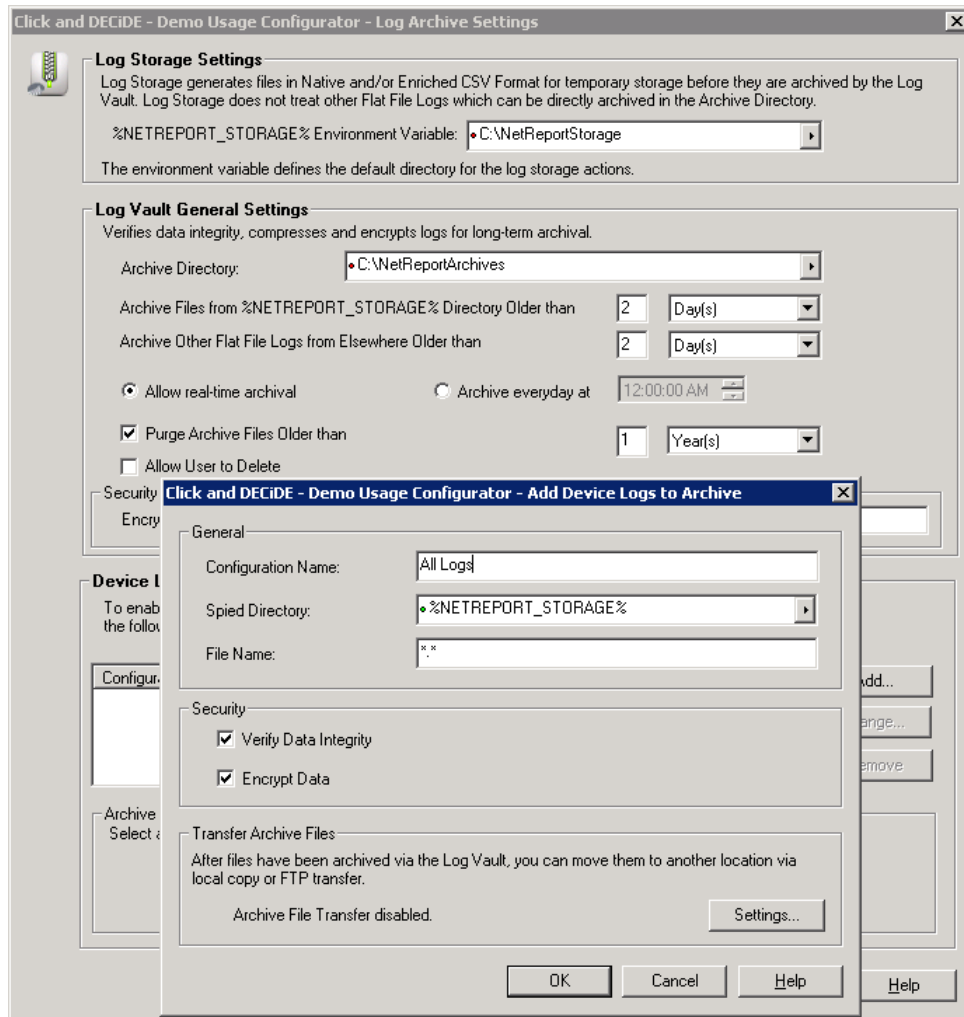 Click and DECiDE - Demo Usage Configurator - Log Archive Settings
Log Storage Settings
Log Storage generates files in Native and/or Enriched CSV Format for temporary storage before they are archived by the Log
Vault. Log Storage does not treat other Flat File Logs which can be directly archived in the Archive Directory.
%NETREPORT_STORAGE% Environment Variable: C:\NetReportStorage
The environment variable defines the default directory for the log storage actions.
Log Vault General Settings
Verifies data integrity, compresses and encrypts logs for long-term archival.
Archive Directory: C:\NetReportArchives
Archive Files from %NETREPORT_STORAGE% Directory Older than 2 Day(s)
Archive Other Flat File Logs from Elsewhere Older than 2 Day(s)
Allow real-time archival Archive everyday at 12:00:00 AM
Purge Archive Files Older than 1 Year(s)
Allow User to Delete
Security
Encry
Click and DECiDE - Demo Usage Configurator - Add Device Logs to Archive
General
Configuration Name: All Logs
Spied Directory: %NETREPORT_STORAGE%
File Name: *.*
Security
Verify Data Integrity
Encrypt Data
Transfer Archive Files
After files have been archived via the Log Vault, you can move them to another location via
local copy or FTP transfer.
Archive File Transfer disabled. Settings...
OK Cancel Help
Device L
To enab
the follow
Configur
Add...
ange...
emove
Archive
Select a
Help